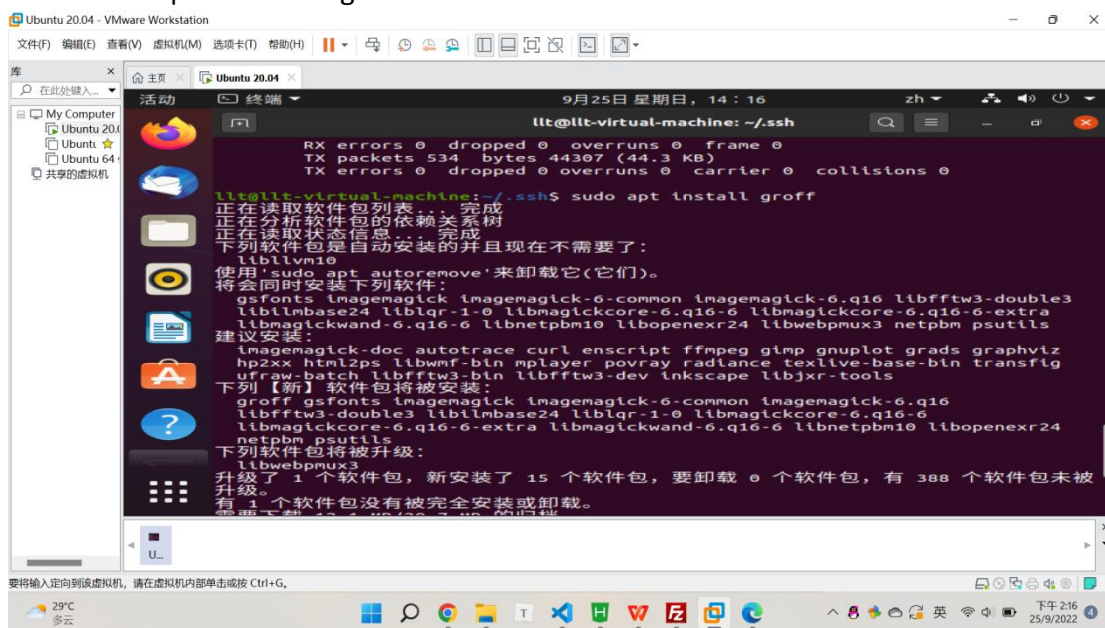 Ubuntu 20.04 - VMware Workstation
文件(F) 编辑(E) 查看(V) 虚拟机(M) 选项卡(T) 帮助(H)
库
在此处键入...
My Computer
Ubuntu 20.0
Ubuntu 64
共享的虚拟机
主页
Ubuntu 20.04
活动
终端
9月25日 星期日, 14:16
zh
llt@llt-virtual-machine: ~/.ssh
RX errors 0 dropped 0 overruns 0 frame 0
TX packets 534 bytes 44307 (44.3 KB)
TX errors 0 dropped 0 overruns 0 carrier 0 collisions 0
llt@llt-virtual-machine:~/.ssh$ sudo apt install groff
正在读取软件包列表... 完成
正在分析软件包的依赖关系树
正在读取状态信息... 完成
下列软件包是自动安装的并且现在不需要了:
libllvm10
使用'sudo apt autoremove'来卸载它(它们)。
将会同时安装下列软件:
gsfonts imagemagick imagemagick-6-common imagemagick-6.q16 libfftw3-double3
libilmbase24 liblqr-1-0 libmagickcore-6.q16-6 libmagickcore-6.q16-6-extra
libmagickwand-6.q16-6 libnetpbm10 libopenexr24 libwebpmux3 netpbm psutils
建议安装:
imagemagick-doc autotrace curl enscript ffmpeg gimp gnuplot grads graphviz
hp2xx html2ps libwmf-bin mplayer povray radiance texlive-base-bin transfig
ufraw-batch libfftw3-bin libfftw3-dev inkscape libjxr-tools
下列【新】软件包将被安装:
groff gsfonts imagemagick imagemagick-6-common imagemagick-6.q16
libfftw3-double3 libilmbase24 liblqr-1-0 libmagickcore-6.q16-6
libmagickcore-6.q16-6-extra libmagickwand-6.q16-6 libnetpbm10 libopenexr24
netpbm psutils
下列软件包将被升级:
libwebpmux3
升级了 1 个软件包, 新安装了 15 个软件包, 要卸载 0 个软件包, 有 388 个软件包未被
升级。
有 1 个软件包没有被完全安装或卸载。
U...
要将输入定向到该虚拟机, 请在虚拟机内部单击或按 Ctrl+G。
29°C
多云
英
下午 2:16
25/9/2022